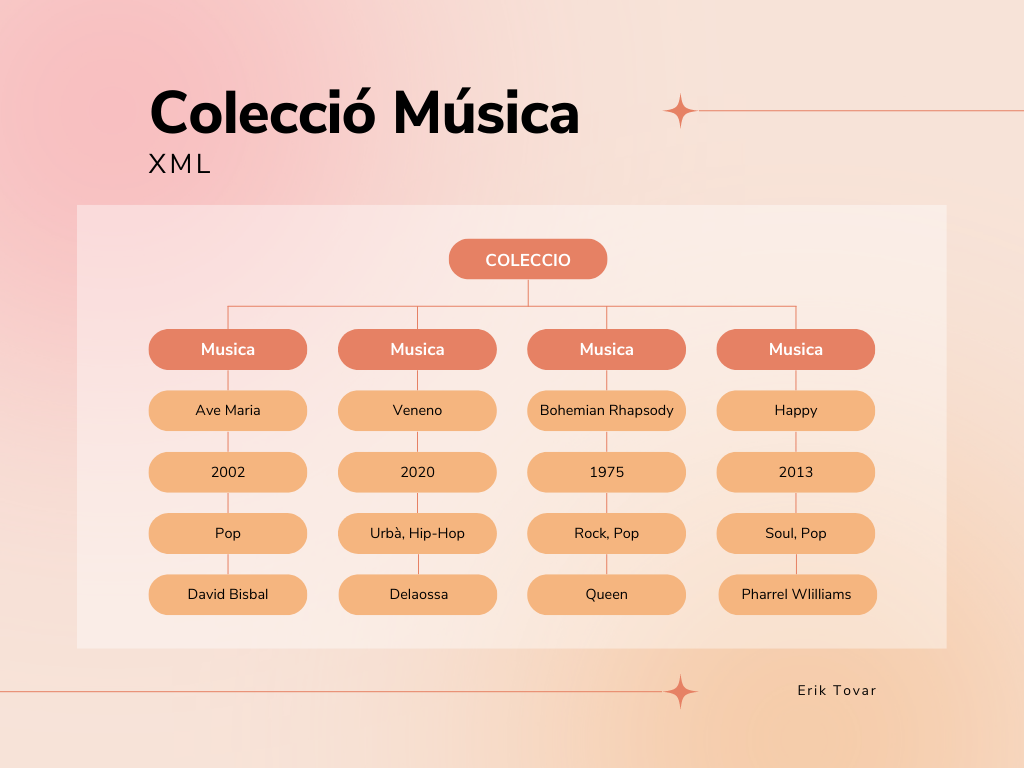 Colecció Música
XML
COLECCIO
Musica Musica Musica Musica
Ave Maria Veneno Bohemian Rhapsody Happy
2002 2020 1975 2013
Pop Urbà, Hip-Hop Rock, Pop Soul, Pop
David Bisbal Delaossa Queen Pharrel Wlilliams
Erik Tovar